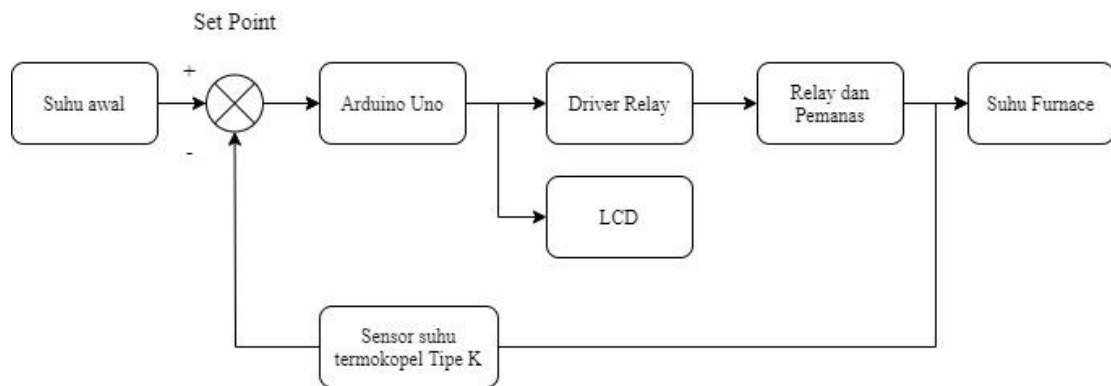 Set Point
+
Suhu awal
Arduino Uno
Driver Relay
Relay dan
Pemanas
Suhu Furnace
-
LCD
Sensor suhu
termokopel Tipe K